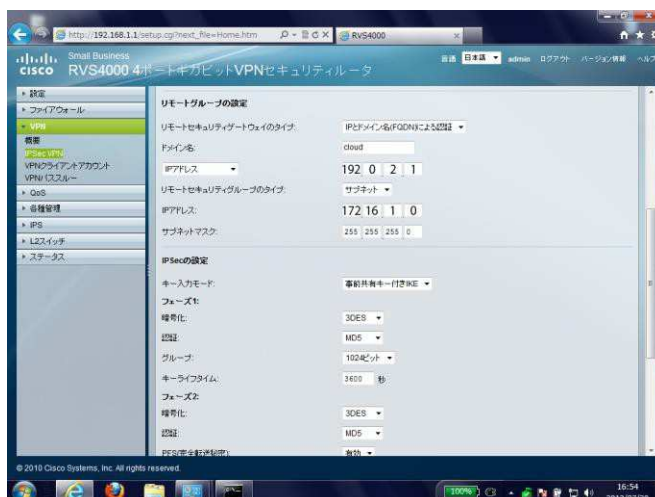 http://192.168.1.1/setup.cgi?next_file=Home.htm
RVS4000
Small Business
CISCO RVS4000 4ポートギガビットVPNセキュリティルータ
言語 日本語 admin ログアウト バージョン情報 ヘルプ
設定
ファイアウォール
VPN
概要
IPSec VPN
VPNクライアントアカウント
VPNパススルー
QoS
各種管理
IPS
L2スイッチ
ステータス
リモートグループの設定
リモートセキュリティゲートウェイのタイプ: IPとドメイン名(FQDN)による認証
ドメイン名: cloud
IPアドレス 192 0 2 1
リモートセキュリティグループのタイプ: サブネット
IPアドレス: 172 16 1 0
サブネットマスク: 255 255 255 0
IPSecの設定
キー入力モード: 事前共有キー付きIKE
フェーズ1:
暗号化: 3DES
認証: MD5
グループ: 1024ビット
キーライフタイム: 3600 秒
フェーズ2:
暗号化: 3DES
認証: MD5
PFS(完全転送秘密): 有効
© 2010 Cisco Systems, Inc. All rights reserved.
100%
16:54